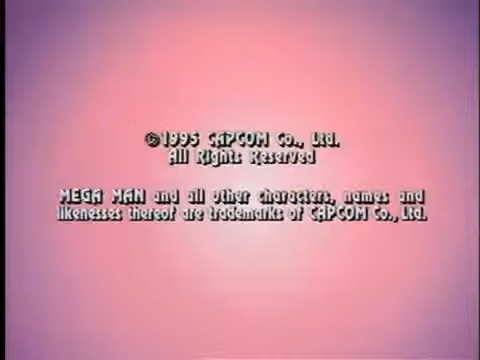 ©1995 CAPCOM Co., Ltd.
All Rights Reserved
MEGA MAN and all other characters, names and
likenesses thereof are trademarks of CAPCOM Co., Ltd.